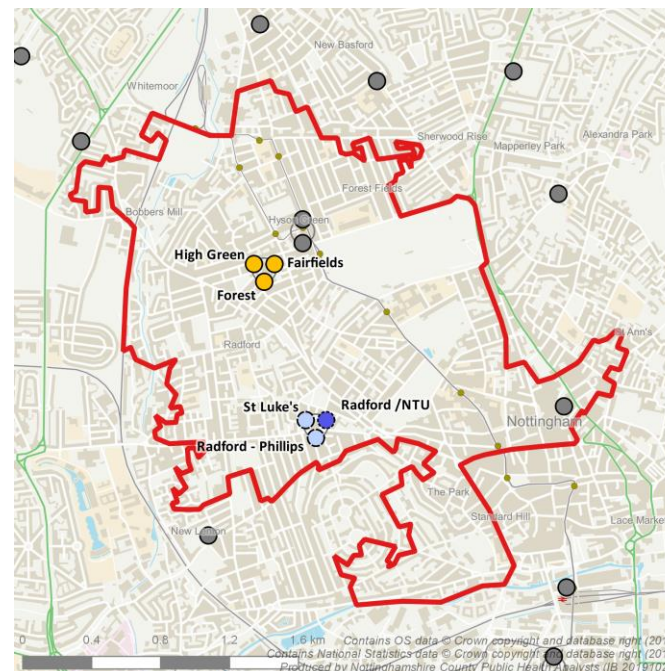 New Basford
Whitemoor
Sherwood Rise
Mapperley Park
Alexandra Park
Forest Fields
Bobbers Mill
Hyson Green
High Green
Fairfields
Forest
Radford
St Ann's
St Luke's
Radford /NTU
Nottingham
Radford - Phillips
The Park
Standard Hill
Lace Market
New Lenton
0 0.4 0.8 1.2 1.6 km
Contains OS data © Crown copyright and database right (20
Contains National Statistics data © Crown copyright and database right (20
Produced by Nottinghamshire County Public Health Analysts (IB 2019